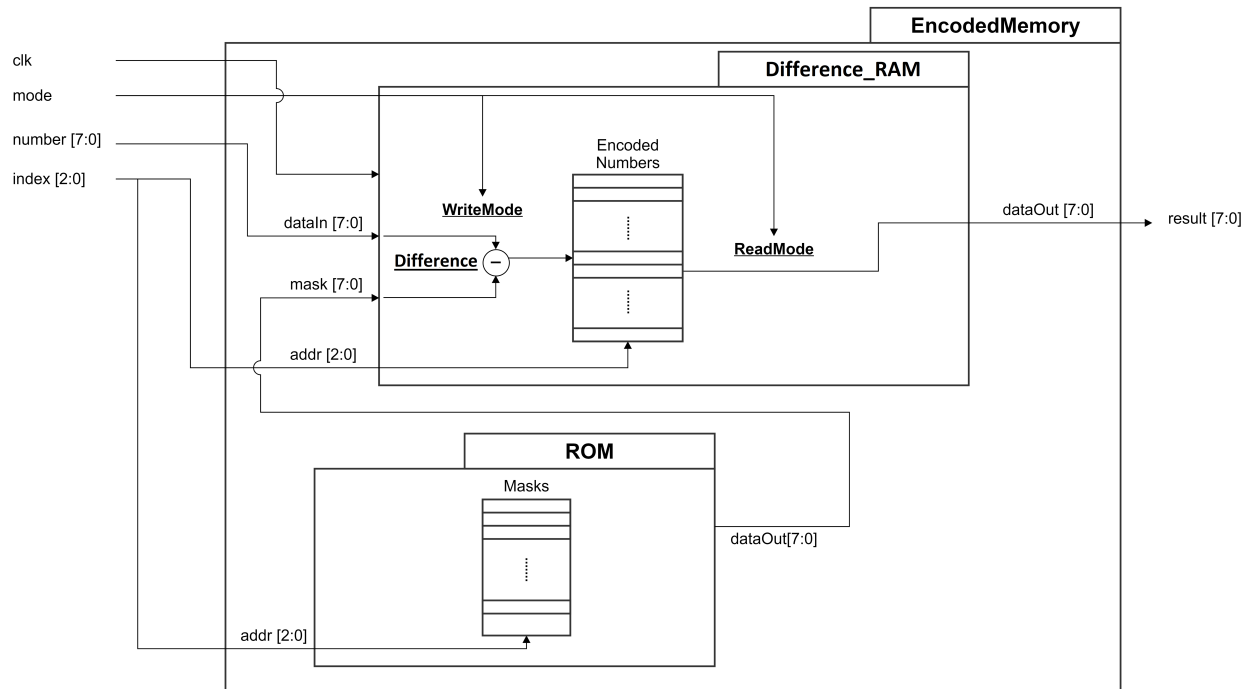 EncodedMemory
Difference_RAM
clk
mode
number [7:0]
index [2:0]
Encoded
Numbers
WriteMode
dataIn [7:0]
Difference
−
ReadMode
dataOut [7:0]
result [7:0]
mask [7:0]
addr [2:0]
ROM
Masks
dataOut[7:0]
addr [2:0]